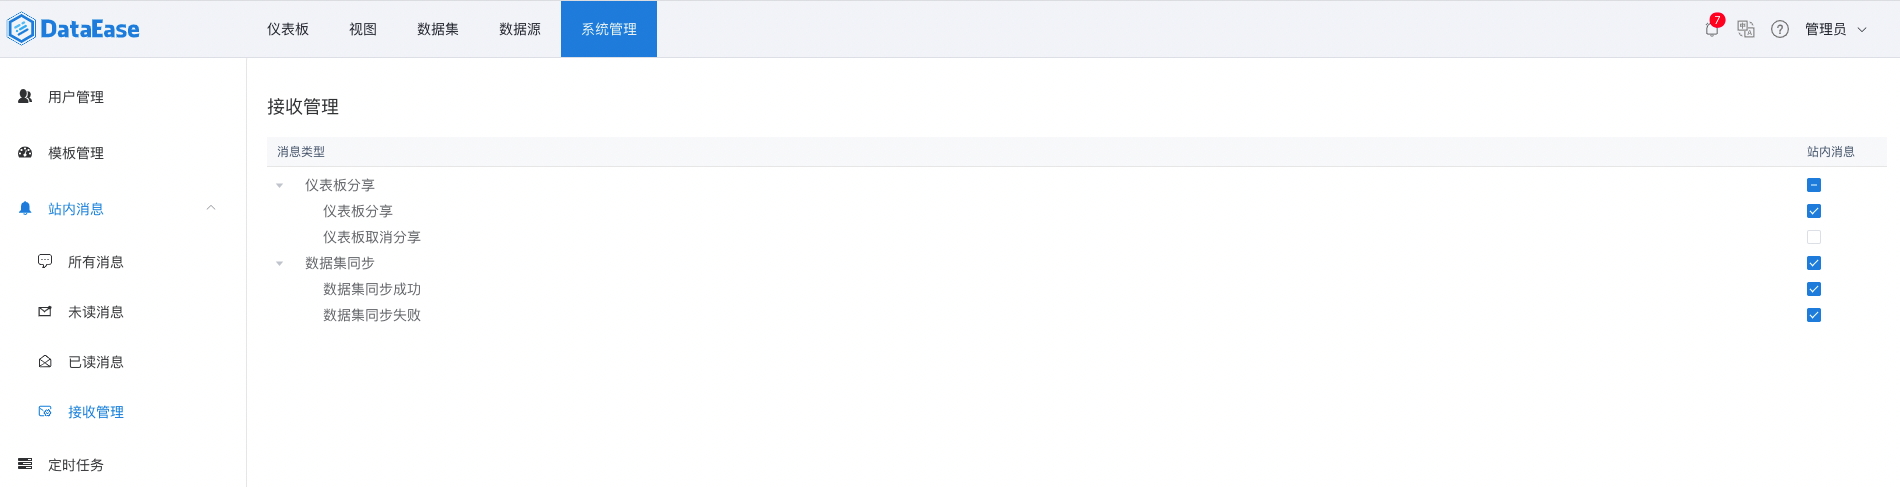 DataEase 仪表板 视图 数据集 数据源 系统管理 7 管理员
用户管理
模板管理
站内消息
所有消息
未读消息
已读消息
接收管理
定时任务
接收管理
消息类型 站内消息
仪表板分享
仪表板分享
仪表板取消分享
数据集同步
数据集同步成功
数据集同步失败